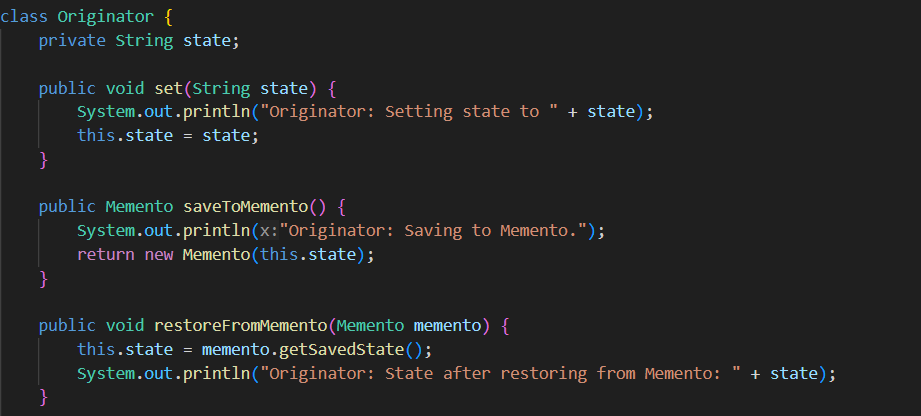 class Originator {
    private String state;

    public void set(String state) {
        System.out.println("Originator: Setting state to " + state);
        this.state = state;
    }

    public Memento saveToMemento() {
        System.out.println(x:"Originator: Saving to Memento.");
        return new Memento(this.state);
    }

    public void restoreFromMemento(Memento memento) {
        this.state = memento.getSavedState();
        System.out.println("Originator: State after restoring from Memento: " + state);
    }